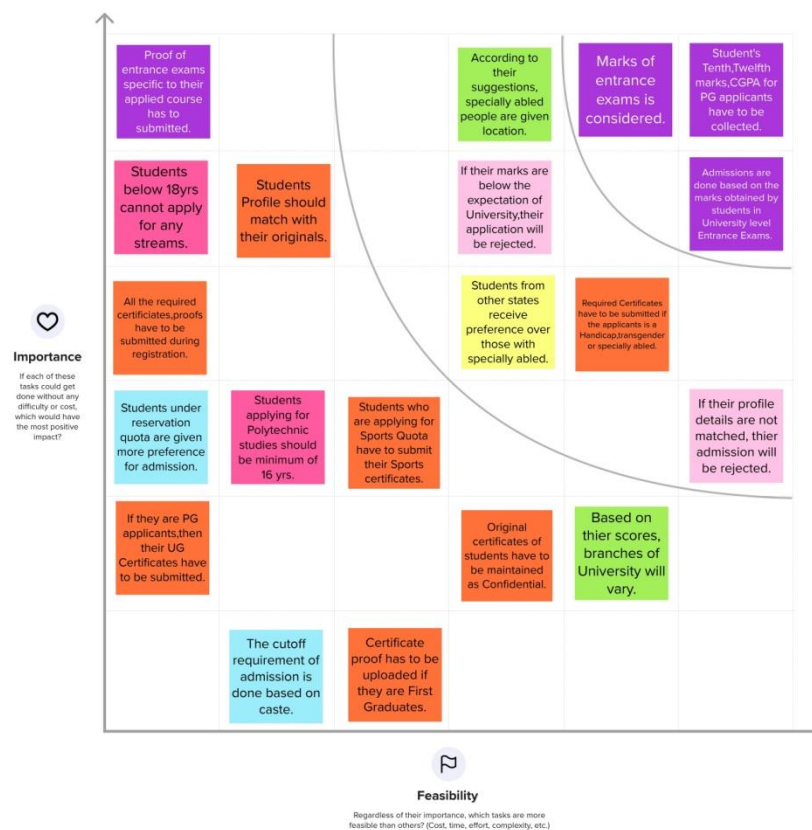 Proof of
entrance exams
specific to their
applied course
has to
submitted.
According to
their
suggestions,
specially abled
people are given
location.
Marks of
entrance
exams is
considered.
Student's
Tenth,Twelfth
marks,CGPA for
PG applicants
have to be
collected.
Students
below 18yrs
cannot apply
for any
streams.
Students
Profile should
match with
their originals.
If their marks are
below the
expectation of
University,their
application will
be rejected.
Admissions are
done based on the
marks obtained by
students in
University level
Entrance Exams.
All the required
certificiates,proofs
have to be
submitted during
registration.
Students from
other states
receive
preference over
those with
specially abled.
Required Certificates
have to be submitted if
the applicants is a
Handicap,transgender
or specially abled.
Importance
If each of these
tasks could get
done without any
difficulty or cost,
which would have
the most positive
impact?
Students under
reservation
quota are given
more preference
for admission.
Students
applying for
Polytechnic
studies should
be minimum of
16 yrs.
Students who
are applying for
Sports Quota
have to submit
their Sports
certificates.
If their profile
details are not
matched, thier
admission will
be rejected.
If they are PG
applicants,then
their UG
Certificates have
to be submitted.
Original
certificates of
students have to
be maintained
as Confidential.
Based on
thier scores,
branches of
University will
vary.
The cutoff
requirement of
admission is
done based on
caste.
Certificate
proof has to be
uploaded if
they are First
Graduates.
Feasibility
Regardless of their importance, which tasks are more
feasible than others? (Cost, time, effort, complexity, etc.)